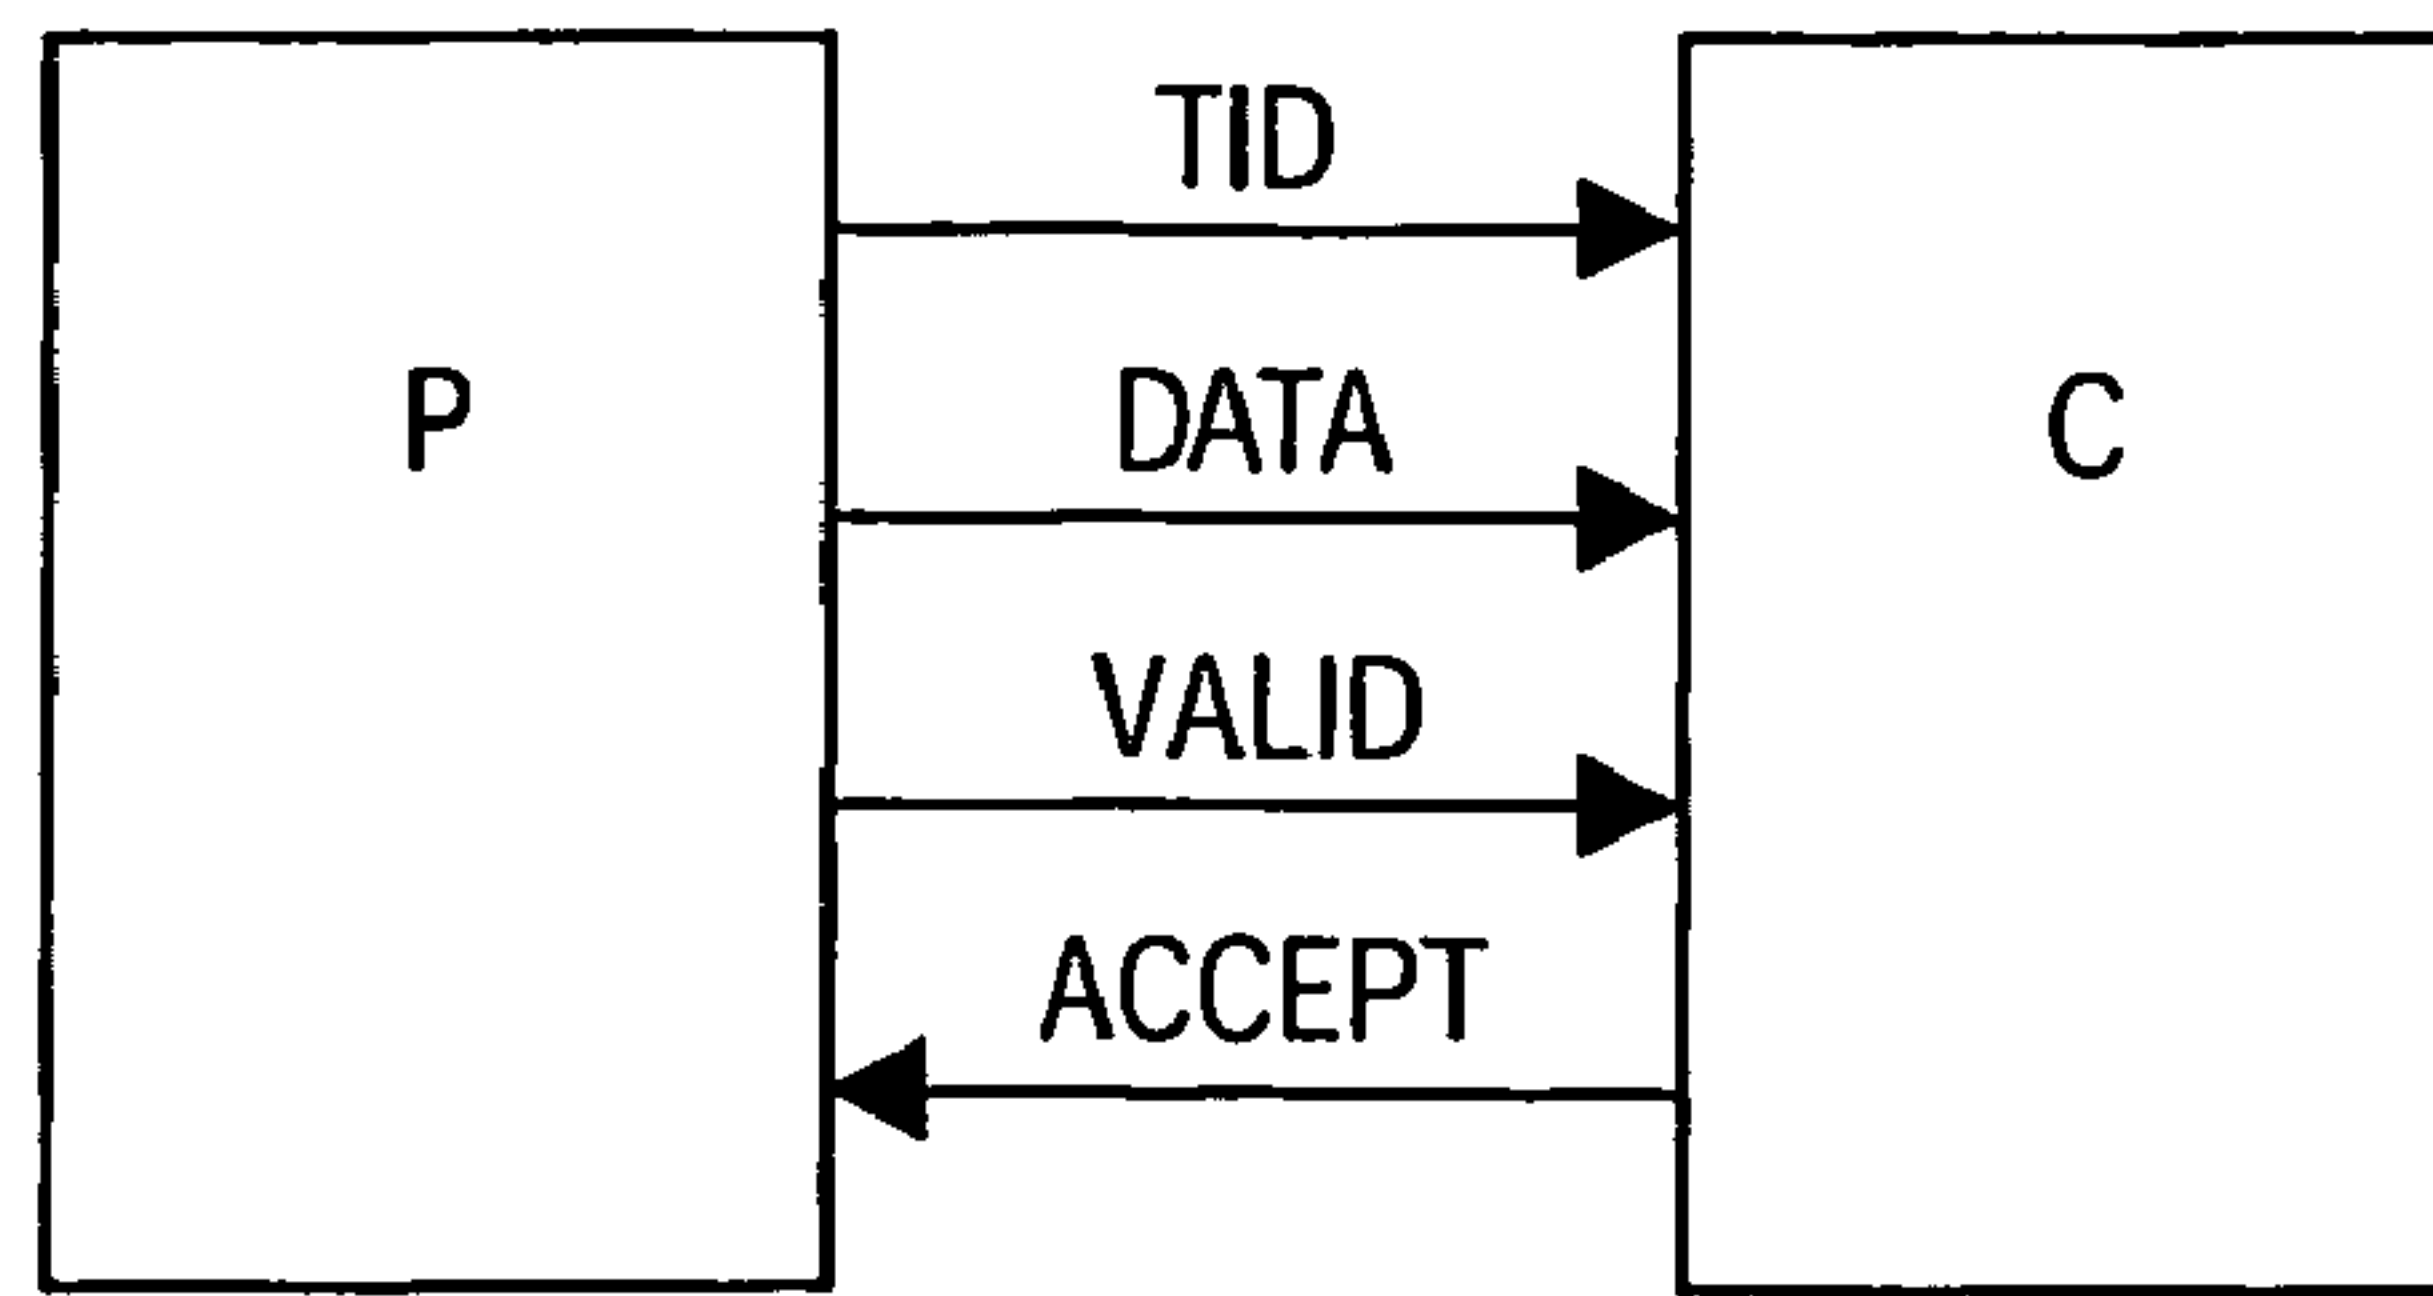 TID
P
DATA
C
VALID
ACCEPT